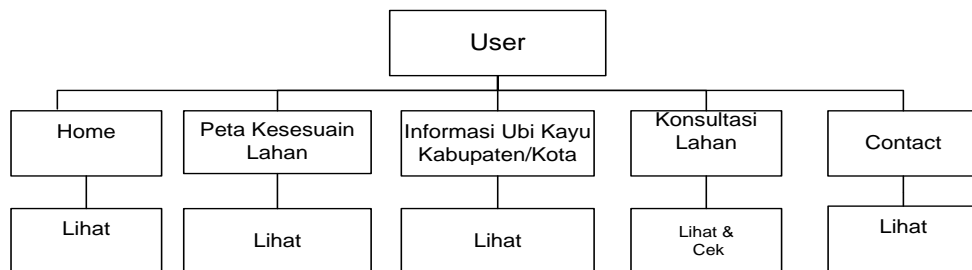 User
Home
Peta Kesesuain
Lahan
Informasi Ubi Kayu
Kabupaten/Kota
Konsultasi
Lahan
Contact
Lihat
Lihat
Lihat
Lihat &
Cek
Lihat